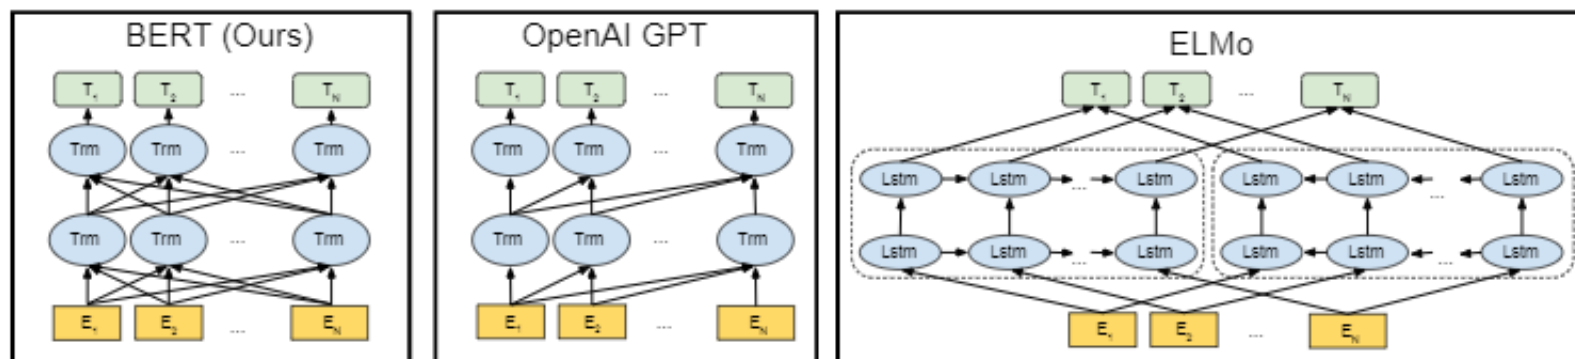 BERT (Ours)
T1 T2 ... TN
Trm Trm ... Trm
Trm Trm ... Trm
E1 E2 ... EN
OpenAI GPT
T1 T2 ... TN
Trm Trm ... Trm
Trm Trm ... Trm
E1 E2 ... EN
ELMo
T1 T2 ... TN
Lstm Lstm ... Lstm Lstm Lstm ... Lstm
Lstm Lstm ... Lstm Lstm Lstm ... Lstm
E1 E2 ... EN